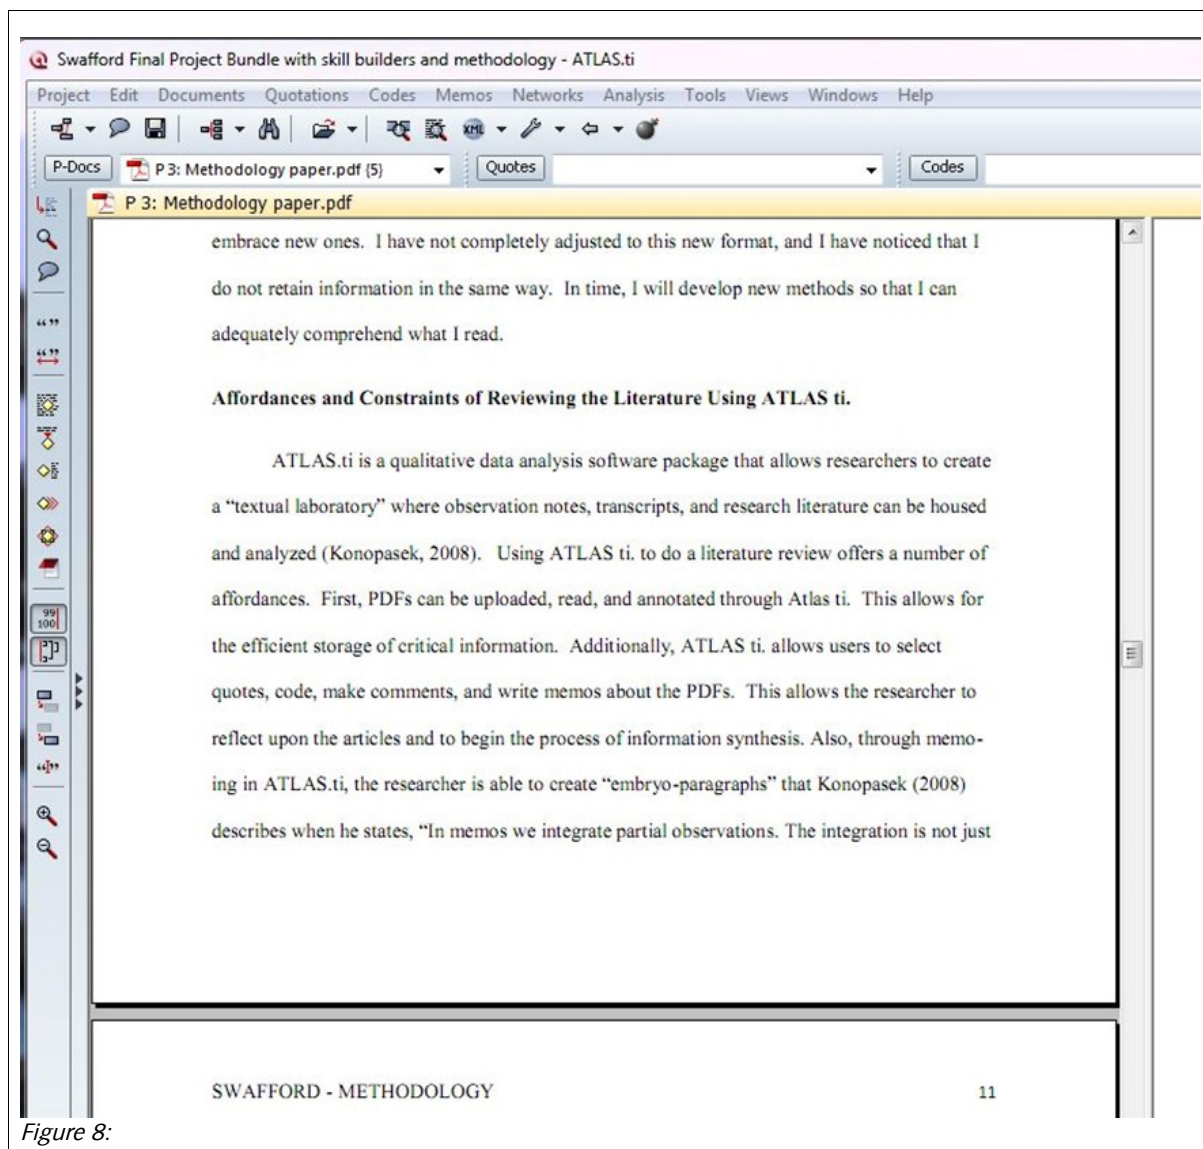 Swafford Final Project Bundle with skill builders and methodology - ATLAS.ti
Project Edit Documents Quotations Codes Memos Networks Analysis Tools Views Windows Help
XML
P-Docs P 3: Methodology paper.pdf {5} Quotes Codes
P 3: Methodology paper.pdf
embrace new ones. I have not completely adjusted to this new format, and I have noticed that I
do not retain information in the same way. In time, I will develop new methods so that I can
adequately comprehend what I read.
Affordances and Constraints of Reviewing the Literature Using ATLAS ti.
ATLAS.ti is a qualitative data analysis software package that allows researchers to create
a “textual laboratory” where observation notes, transcripts, and research literature can be housed
and analyzed (Konopasek, 2008). Using ATLAS ti. to do a literature review offers a number of
affordances. First, PDFs can be uploaded, read, and annotated through Atlas ti. This allows for
the efficient storage of critical information. Additionally, ATLAS ti. allows users to select
quotes, code, make comments, and write memos about the PDFs. This allows the researcher to
reflect upon the articles and to begin the process of information synthesis. Also, through memo-
ing in ATLAS.ti, the researcher is able to create “embryo-paragraphs” that Konopasek (2008)
describes when he states, “In memos we integrate partial observations. The integration is not just
99
100
SWAFFORD - METHODOLOGY 11
Figure 8: